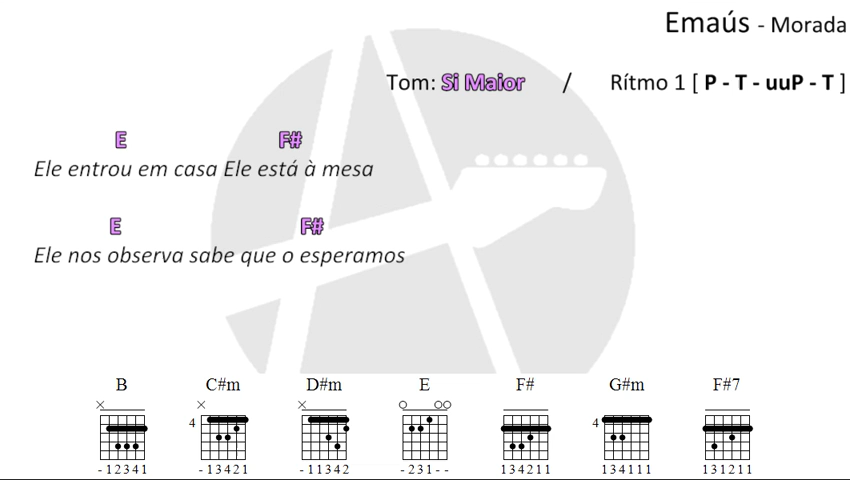 Emaús - Morada
Tom: Si Maior / Rítmo 1 [ P - T - uuP - T ]
E F#
Ele entrou em casa Ele está à mesa
E F#
Ele nos observa sabe que o esperamos
B C#m D#m E F# G#m F#7
4 4
- 1 2 3 4 1 - 1 3 4 2 1 - 1 1 3 4 2 - 2 3 1 - - 1 3 4 2 1 1 1 3 4 1 1 1 1 3 1 2 1 1